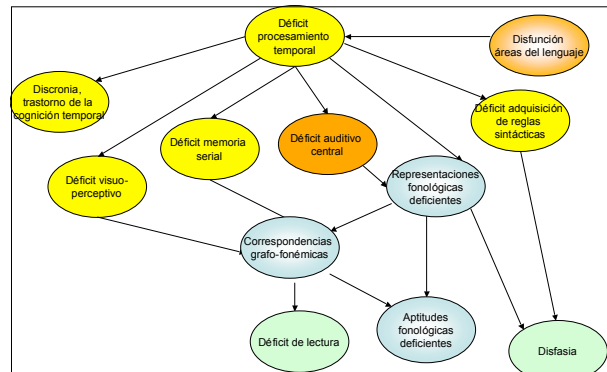 Déficit
procesamiento
temporal
Disfunción
áreas del lenguaje
Discronia,
trastorno de la
cognición temporal
Déficit memoria
serial
Déficit auditivo
central
Déficit adquisición
de reglas
sintácticas
Déficit visuo-
perceptivo
Representaciones
fonológicas
deficientes
Correspondencias
grafo-fonémicas
Déficit de lectura
Aptitudes
fonológicas
deficientes
Disfasia